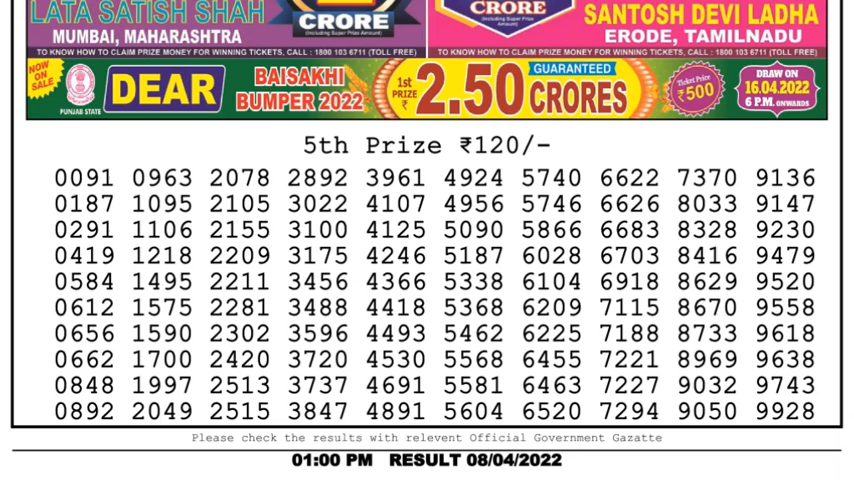 LATA SATISH SHAH
MUMBAI, MAHARASHTRA
CRORE
(Including Super Prize Amount)
CRORE
(Including Super Prize Amount)
SANTOSH DEVI LADHA
ERODE, TAMILNADU
TO KNOW HOW TO CLAIM PRIZE MONEY FOR WINNING TICKETS, CALL : 1800 103 6711 (TOLL FREE)
TO KNOW HOW TO CLAIM PRIZE MONEY FOR WINNING TICKETS, CALL : 1800 103 6711 (TOLL FREE)
NOW ON SALE
PUNJAB STATE
DEAR
BAISAKHI
BUMPER 2022
1st PRIZE ₹
2.50
GUARANTEED
CRORES
Ticket Price
₹500
DRAW ON
16.04.2022
6 P.M. ONWARDS
5th Prize ₹120/-
0091 0963 2078 2892 3961 4924 5740 6622 7370 9136
0187 1095 2105 3022 4107 4956 5746 6626 8033 9147
0291 1106 2155 3100 4125 5090 5866 6683 8328 9230
0419 1218 2209 3175 4246 5187 6028 6703 8416 9479
0584 1495 2211 3456 4366 5338 6104 6918 8629 9520
0612 1575 2281 3488 4418 5368 6209 7115 8670 9558
0656 1590 2302 3596 4493 5462 6225 7188 8733 9618
0662 1700 2420 3720 4530 5568 6455 7221 8969 9638
0848 1997 2513 3737 4691 5581 6463 7227 9032 9743
0892 2049 2515 3847 4891 5604 6520 7294 9050 9928
Please check the results with relevent Official Government Gazatte
01:00 PM RESULT 08/04/2022